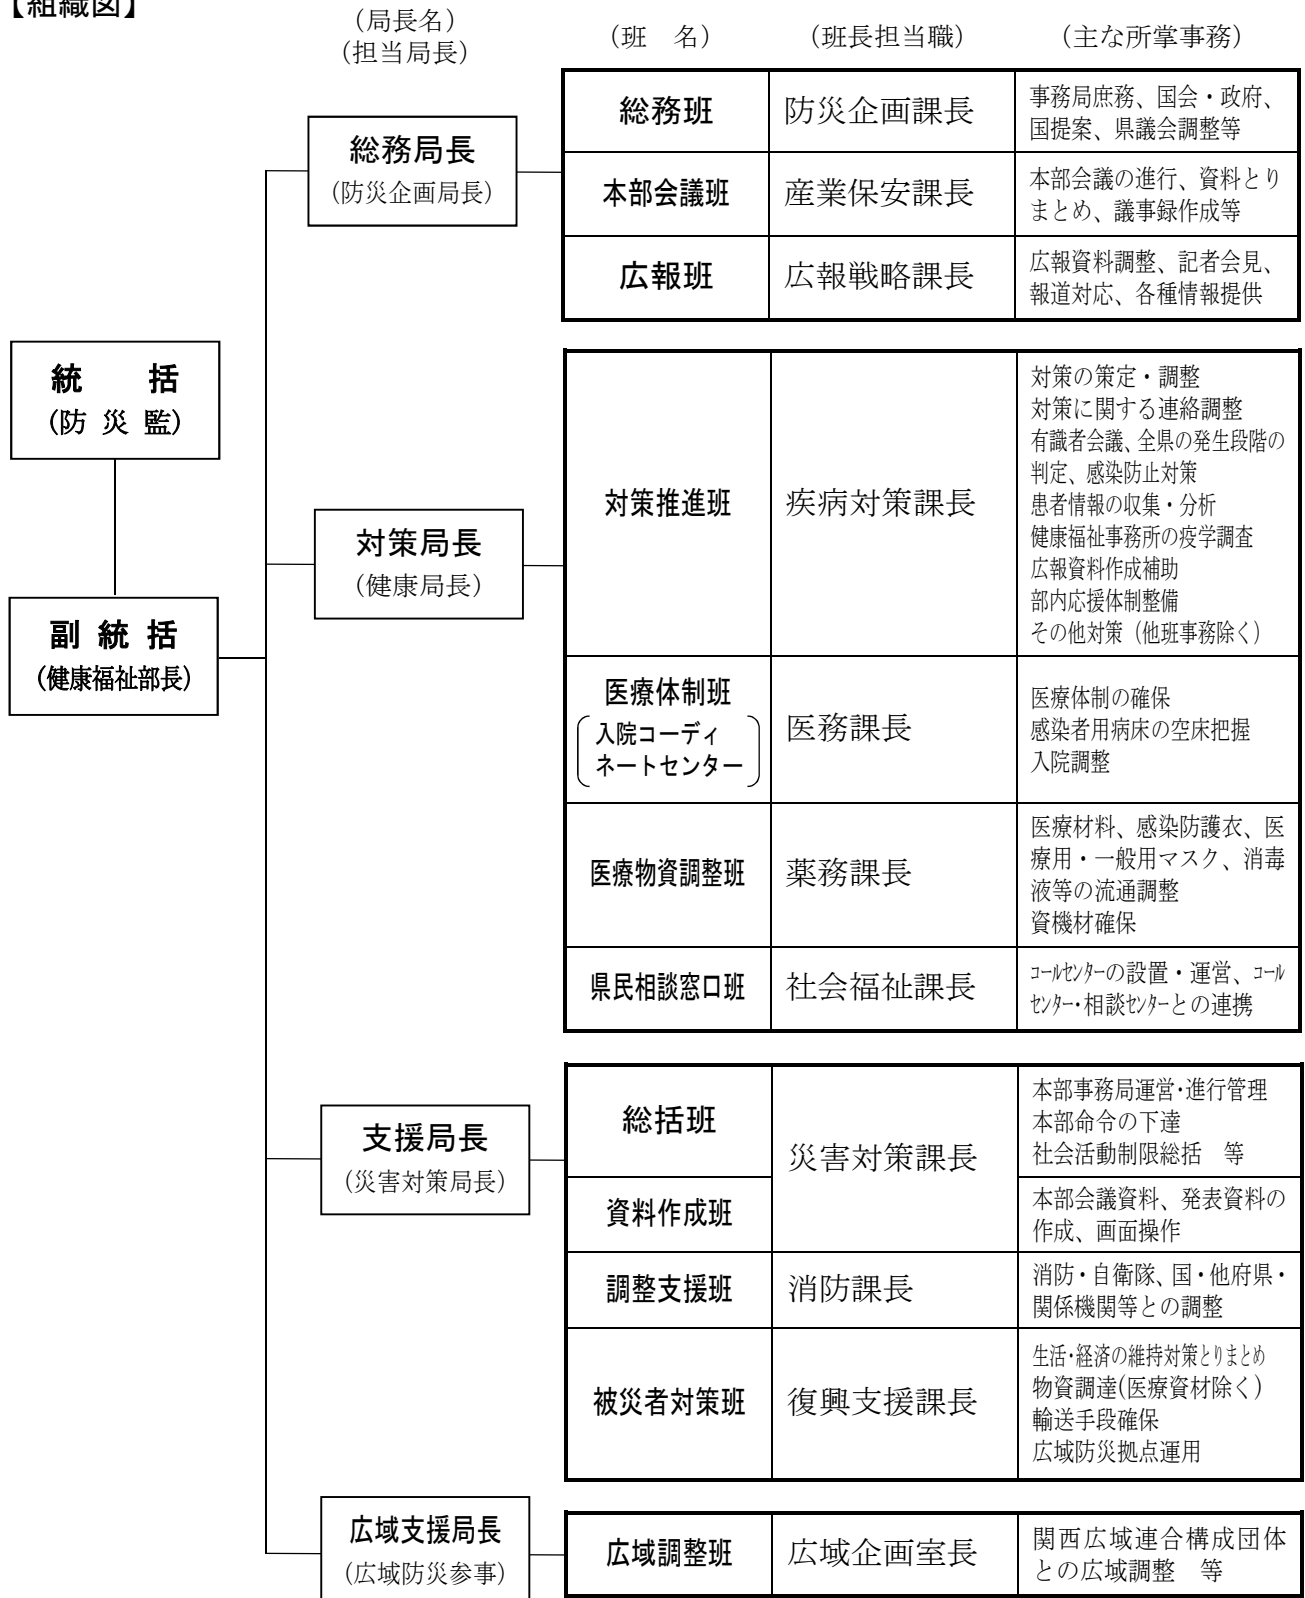 【組織図】
（局長名）
（担当局長）
（班　名）
（班長担当職）
（主な所掌事務）
統　　括
（防 災 監）
副 統 括
（健康福祉部長）
総務局長
（防災企画局長）
総務班
防災企画課長
事務局庶務、国会・政府、
国提案、県議会調整等
本部会議班
産業保安課長
本部会議の進行、資料とり
まとめ、議事録作成等
広報班
広報戦略課長
広報資料調整、記者会見、
報道対応、各種情報提供
対策局長
（健康局長）
対策推進班
疾病対策課長
対策の策定・調整
対策に関する連絡調整
有識者会議、全県の発生段階の
判定、感染防止対策
患者情報の収集・分析
健康福祉事務所の疫学調査
広報資料作成補助
部内応援体制整備
その他対策（他班事務除く）
医療体制班
入院コーディ
ネートセンター
医務課長
医療体制の確保
感染者用病床の空床把握
入院調整
医療物資調整班
薬務課長
医療材料、感染防護衣、医
療用・一般用マスク、消毒
液等の流通調整
資機材確保
県民相談窓口班
社会福祉課長
ｺｰﾙｾﾝﾀｰの設置・運営、ｺｰﾙ
ｾﾝﾀｰ・相談ｾﾝﾀｰとの連携
支援局長
（災害対策局長）
総括班
災害対策課長
本部事務局運営・進行管理
本部命令の下達
社会活動制限総括　等
資料作成班
本部会議資料、発表資料の
作成、画面操作
調整支援班
消防課長
消防・自衛隊、国・他府県・
関係機関等との調整
被災者対策班
復興支援課長
生活・経済の維持対策とりまとめ
物資調達(医療資材除く）
輸送手段確保
広域防災拠点運用
広域支援局長
（広域防災参事）
広域調整班
広域企画室長
関西広域連合構成団体
との広域調整　等